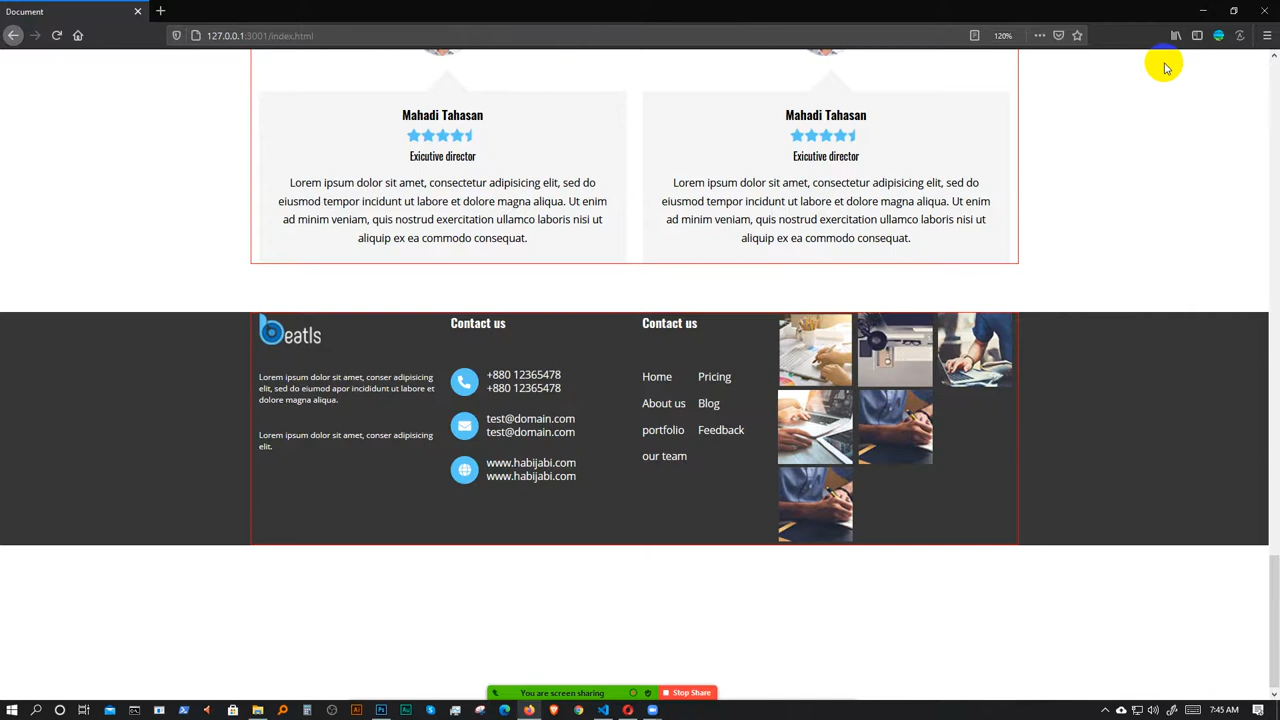 Document
127.0.0.1:3001/index.html
120%
Mahadi Tahasan
Exicutive director
Lorem ipsum dolor sit amet, consectetur adipisicing elit, sed do
eiusmod tempor incidunt ut labore et dolore magna aliqua. Ut enim
ad minim veniam, quis nostrud exercitation ullamco laboris nisi ut
aliquip ex ea commodo consequat.
Mahadi Tahasan
Exicutive director
Lorem ipsum dolor sit amet, consectetur adipisicing elit, sed do
eiusmod tempor incidunt ut labore et dolore magna aliqua. Ut enim
ad minim veniam, quis nostrud exercitation ullamco laboris nisi ut
aliquip ex ea commodo consequat.
beatls
Lorem ipsum dolor sit amet, conser adipisicing
elit, sed do eiumod apor incidunt ut labore et
dolore magna aliqua.
Lorem ipsum dolor sit amet, conser adipisicing
elit.
Contact us
+880 12365478
+880 12365478
test@domain.com
test@domain.com
www.habijabi.com
www.habijabi.com
Contact us
Home
About us
portfolio
our team
Pricing
Blog
Feedback
You are screen sharing
Stop Share
7:45 AM